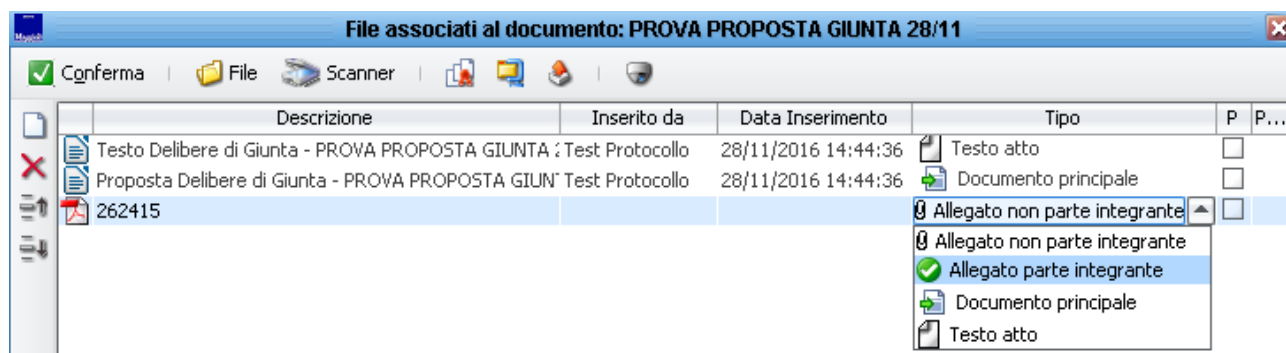 File associati al documento: PROVA PROPOSTA GIUNTA 28/11
Conferma File Scanner
Descrizione Inserito da Data Inserimento Tipo P P...
Testo Delibere di Giunta - PROVA PROPOSTA GIUNTA 2 Test Protocollo 28/11/2016 14:44:36 Testo atto
Proposta Delibere di Giunta - PROVA PROPOSTA GIUN Test Protocollo 28/11/2016 14:44:36 Documento principale
262415 Allegato non parte integrante
Allegato non parte integrante
Allegato parte integrante
Documento principale
Testo atto